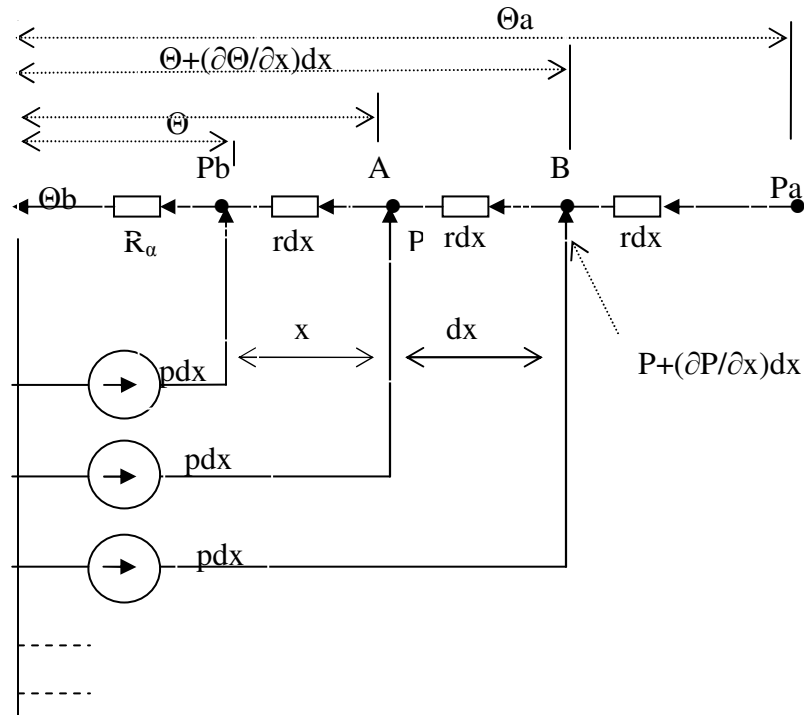 Θa
Θ+(∂Θ/∂x)dx
Θ
Pb A B Pa
Θb
Rα rdx P rdx rdx
x dx
P+(∂P/∂x)dx
pdx
pdx
pdx